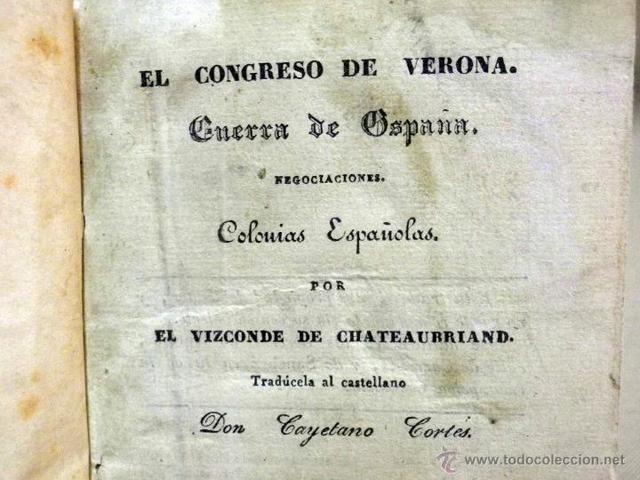 EL CONGRESO DE VERONA.
Guerra de España.
NEGOCIACIONES.
Colonias Españolas.
POR
EL VIZCONDE DE CHATEAUBRIAND.
Tradúcela al castellano
Don Cayetano Cortés.
www.todocoleccion.net